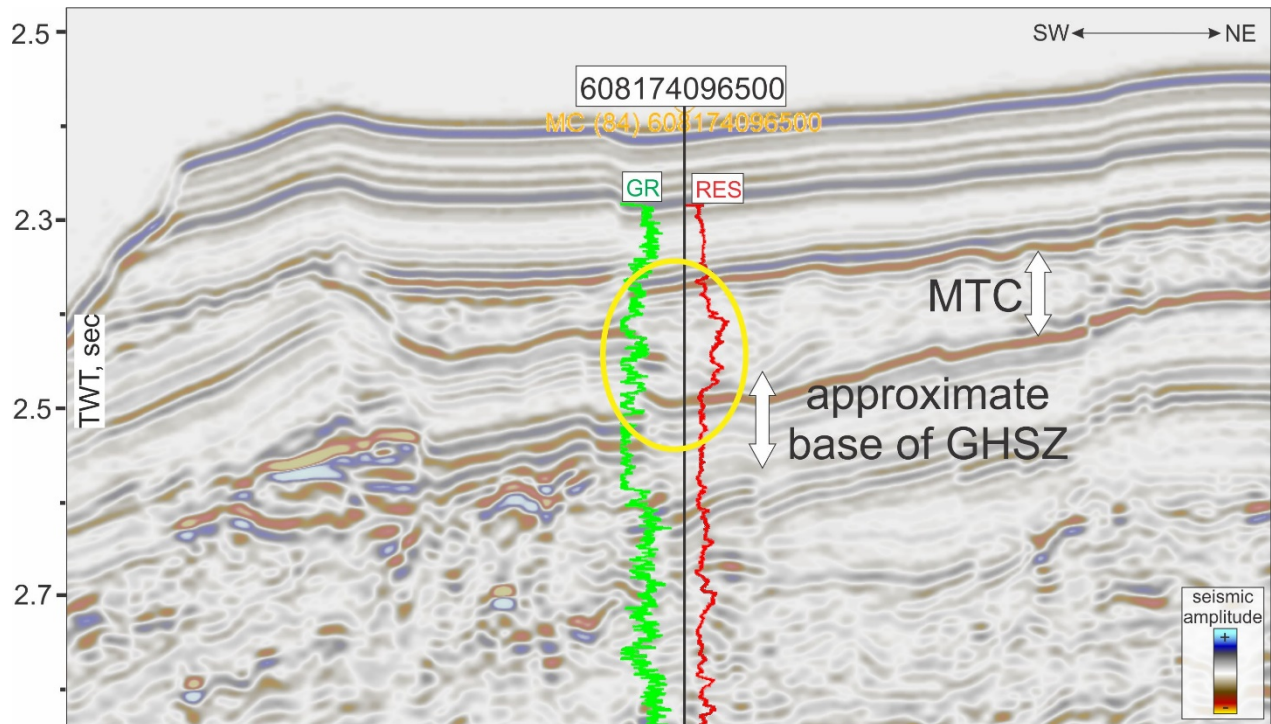 2.5
SW
NE
608174096500
MC (84) 608174096500
GR
RES
2.3
MTC
TWT, sec
2.5
approximate
base of GHSZ
2.7
seismic
amplitude
+
-